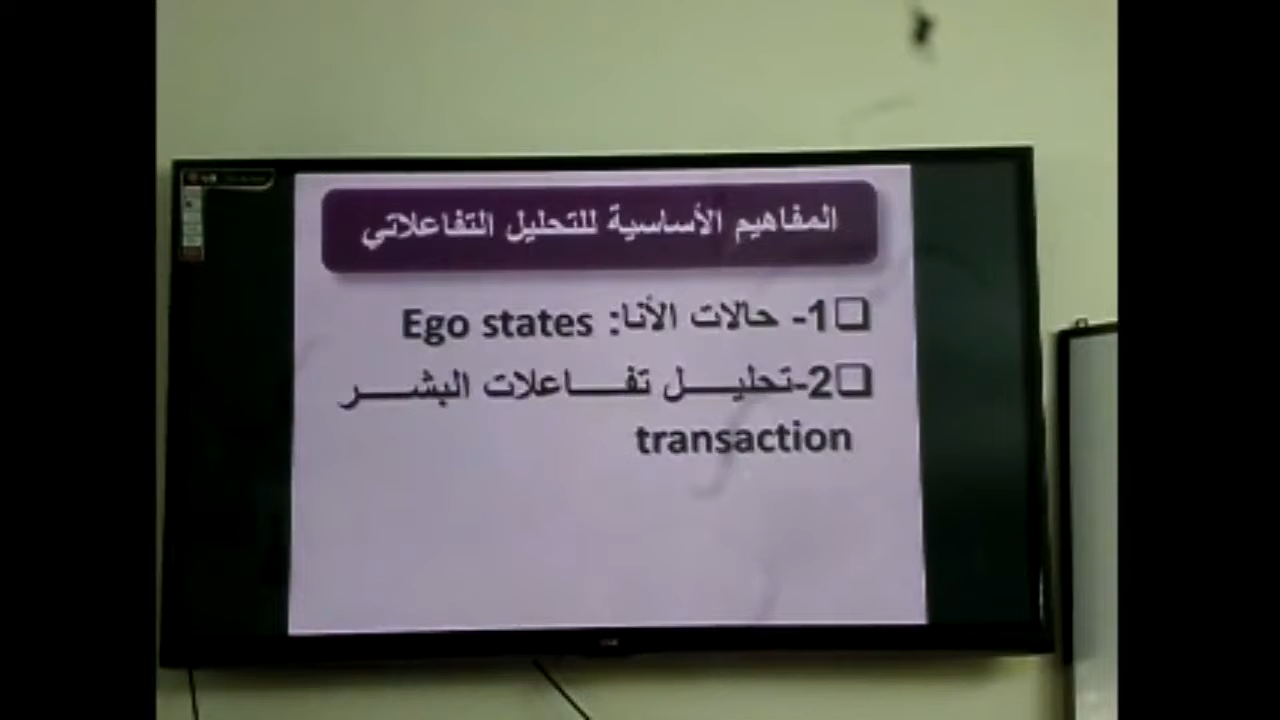 المفاهيم الأساسية للتحليل التفاعلاتي
1- حالات الأنا: Ego states
2-تحليـــل تفـــاعلات البشـــر
transaction